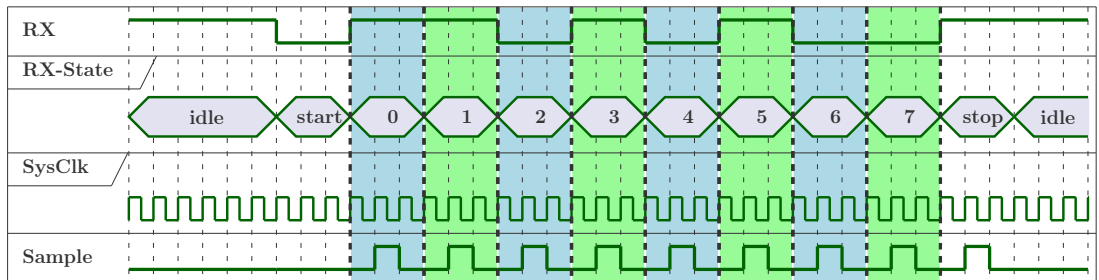 RX
RX-State
idle start 0 1 2 3 4 5 6 7 stop idle
SysClk
Sample